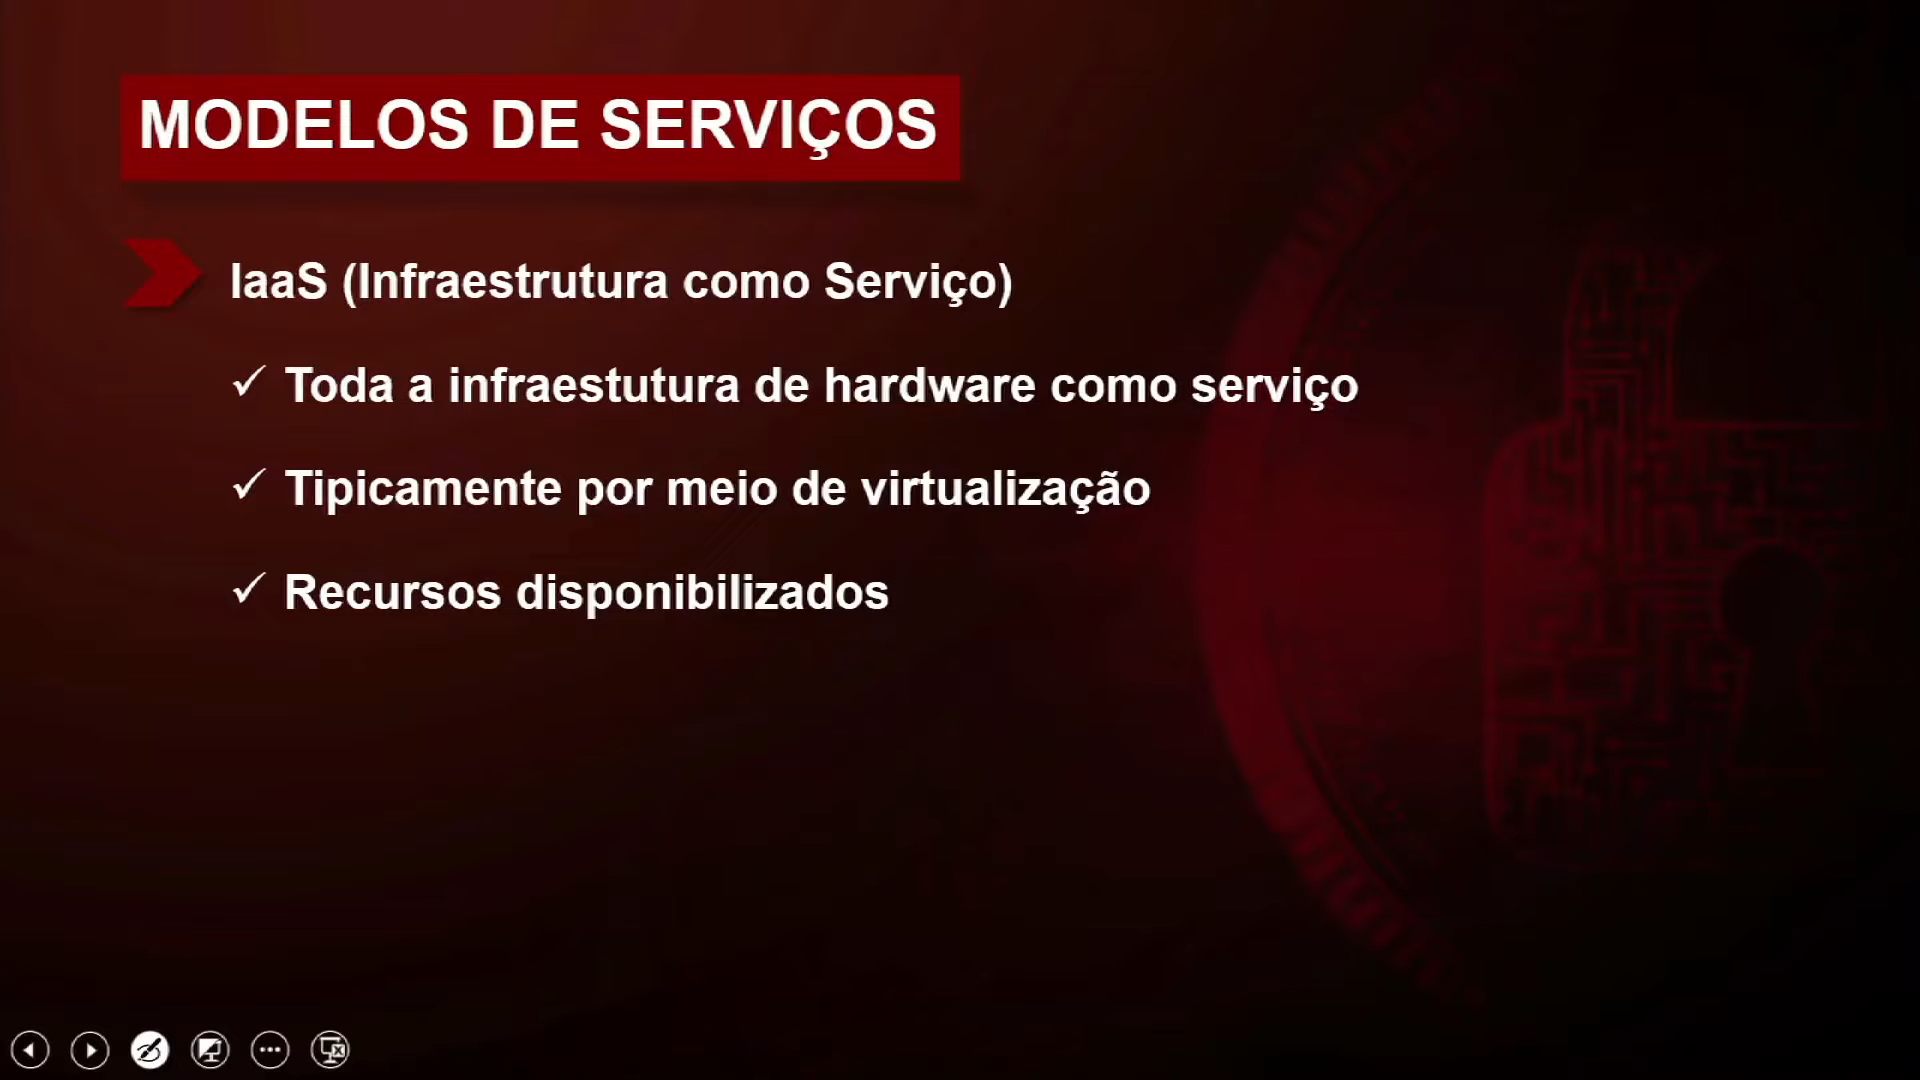 MODELOS DE SERVIÇOS
IaaS (Infraestrutura como Serviço)
Toda a infraestutura de hardware como serviço
Tipicamente por meio de virtualização
Recursos disponibilizados